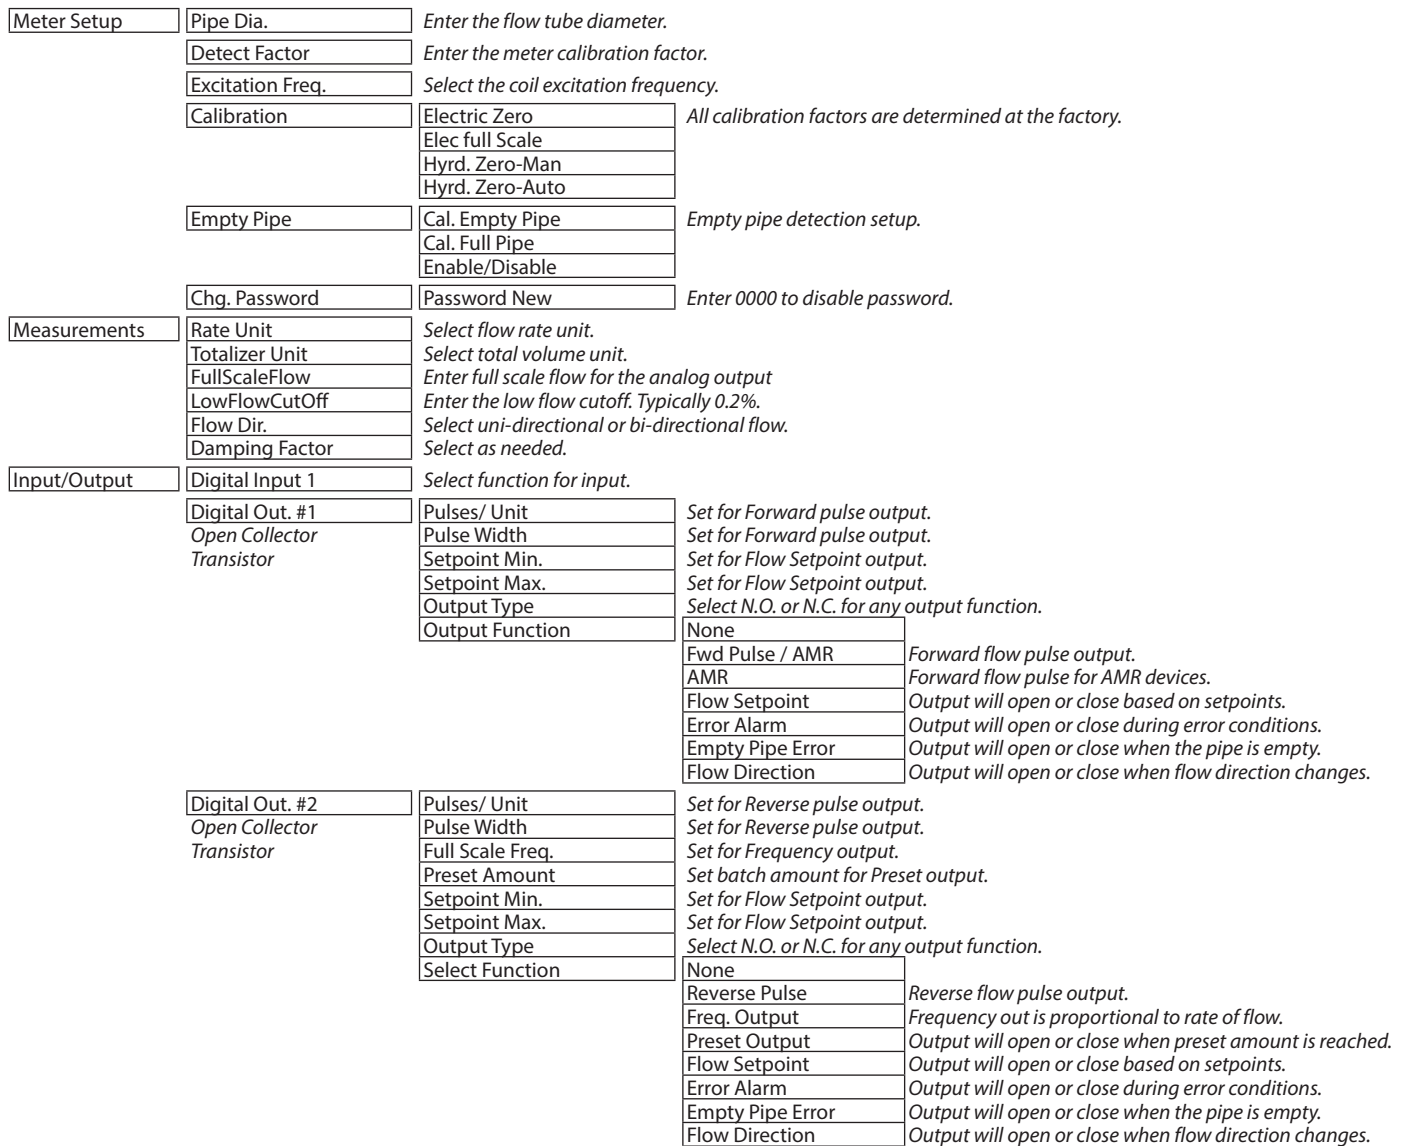 Meter Setup Pipe Dia. Enter the flow tube diameter.
Detect Factor Enter the meter calibration factor.
Excitation Freq. Select the coil excitation frequency.
Calibration Electric Zero All calibration factors are determined at the factory.
Elec full Scale
Hyrd. Zero-Man
Hyrd. Zero-Auto
Empty Pipe Cal. Empty Pipe Empty pipe detection setup.
Cal. Full Pipe
Enable/Disable
Chg. Password Password New Enter 0000 to disable password.
Measurements Rate Unit Select flow rate unit.
Totalizer Unit Select total volume unit.
FullScaleFlow Enter full scale flow for the analog output
LowFlowCutOff Enter the low flow cutoff. Typically 0.2%.
Flow Dir. Select uni-directional or bi-directional flow.
Damping Factor Select as needed.
Input/Output Digital Input 1 Select function for input.
Digital Out. #1 Pulses/ Unit Set for Forward pulse output.
Open Collector Pulse Width Set for Forward pulse output.
Transistor Setpoint Min. Set for Flow Setpoint output.
Setpoint Max. Set for Flow Setpoint output.
Output Type Select N.O. or N.C. for any output function.
Output Function None
Fwd Pulse / AMR Forward flow pulse output.
AMR Forward flow pulse for AMR devices.
Flow Setpoint Output will open or close based on setpoints.
Error Alarm Output will open or close during error conditions.
Empty Pipe Error Output will open or close when the pipe is empty.
Flow Direction Output will open or close when flow direction changes.
Digital Out. #2 Pulses/ Unit Set for Reverse pulse output.
Open Collector Pulse Width Set for Reverse pulse output.
Transistor Full Scale Freq. Set for Frequency output.
Preset Amount Set batch amount for Preset output.
Setpoint Min. Set for Flow Setpoint output.
Setpoint Max. Set for Flow Setpoint output.
Output Type Select N.O. or N.C. for any output function.
Select Function None
Reverse Pulse Reverse flow pulse output.
Freq. Output Frequency out is proportional to rate of flow.
Preset Output Output will open or close when preset amount is reached.
Flow Setpoint Output will open or close based on setpoints.
Error Alarm Output will open or close during error conditions.
Empty Pipe Error Output will open or close when the pipe is empty.
Flow Direction Output will open or close when flow direction changes.